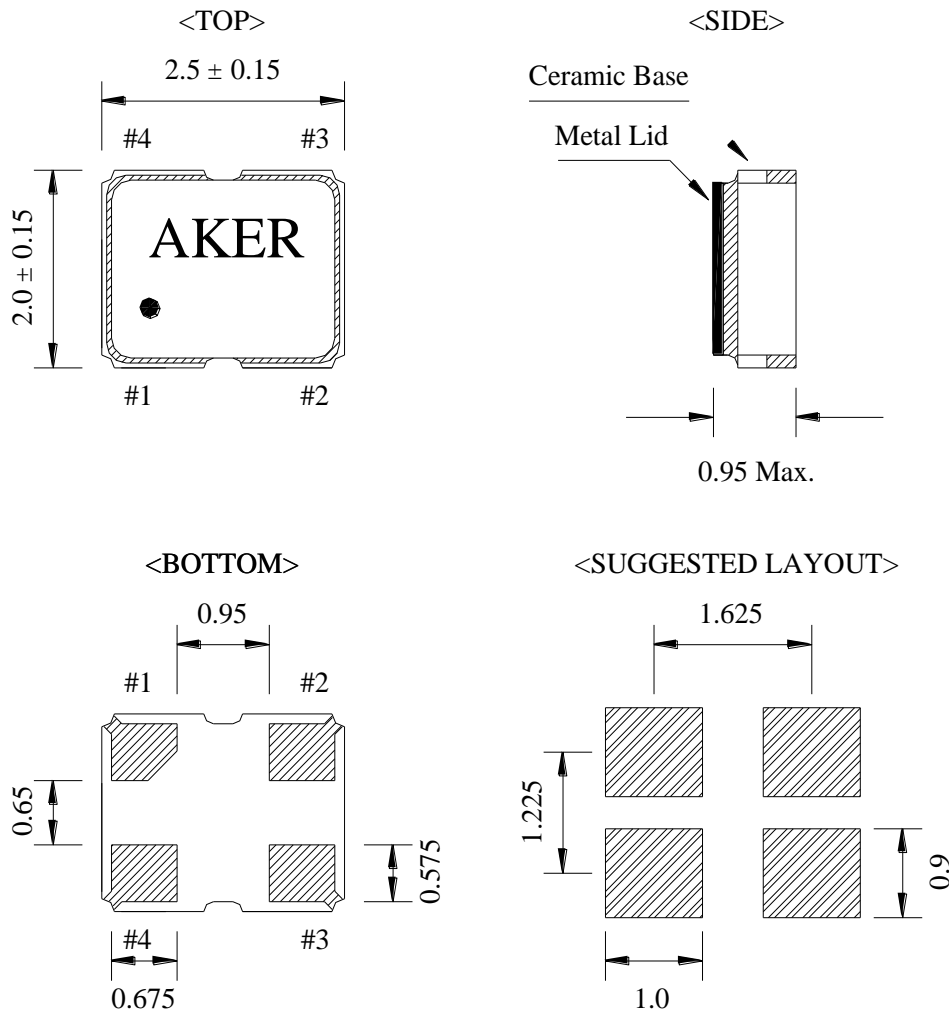 <TOP>
2.5 ± 0.15
#4 #3
2.0 ± 0.15
AKER
#1 #2
<SIDE>
Ceramic Base
Metal Lid
0.95 Max.
<BOTTOM>
0.95
#1 #2
0.65
0.575
#4 #3
0.675
<SUGGESTED LAYOUT>
1.625
1.225
0.9
1.0